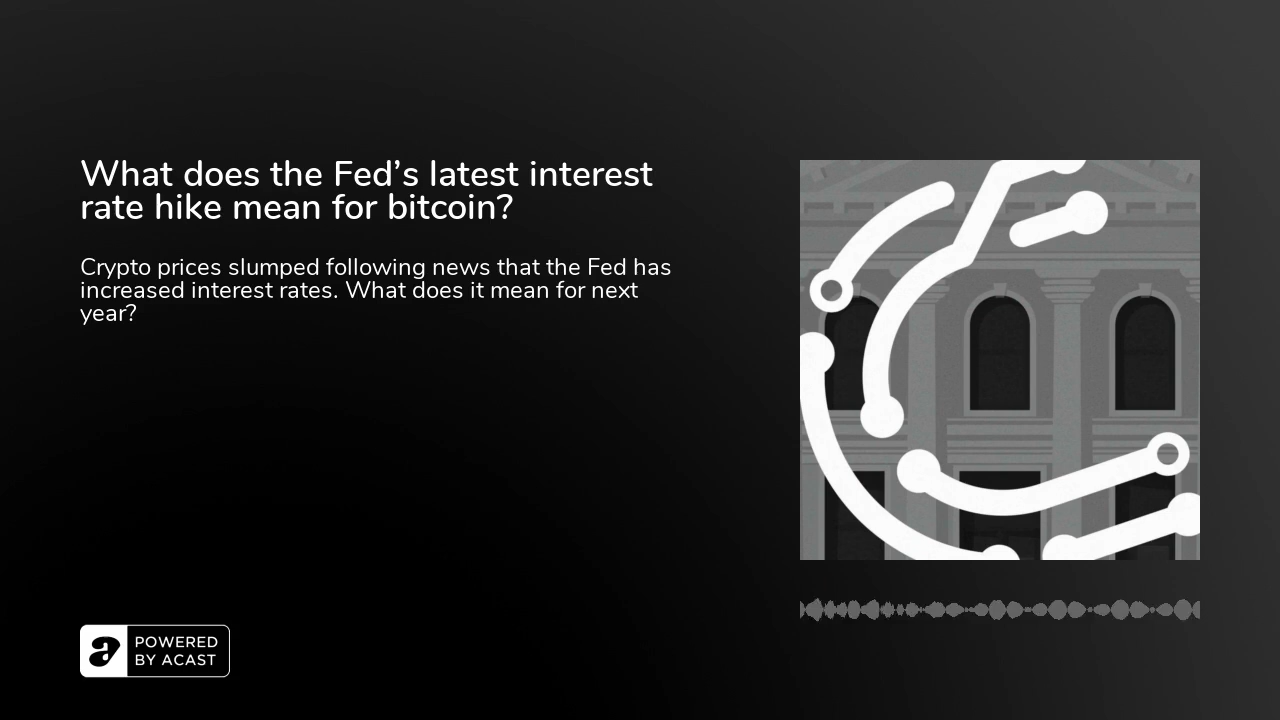 What does the Fed’s latest interest
rate hike mean for bitcoin?
Crypto prices slumped following news that the Fed has
increased interest rates. What does it mean for next
year?
POWERED
BY ACAST